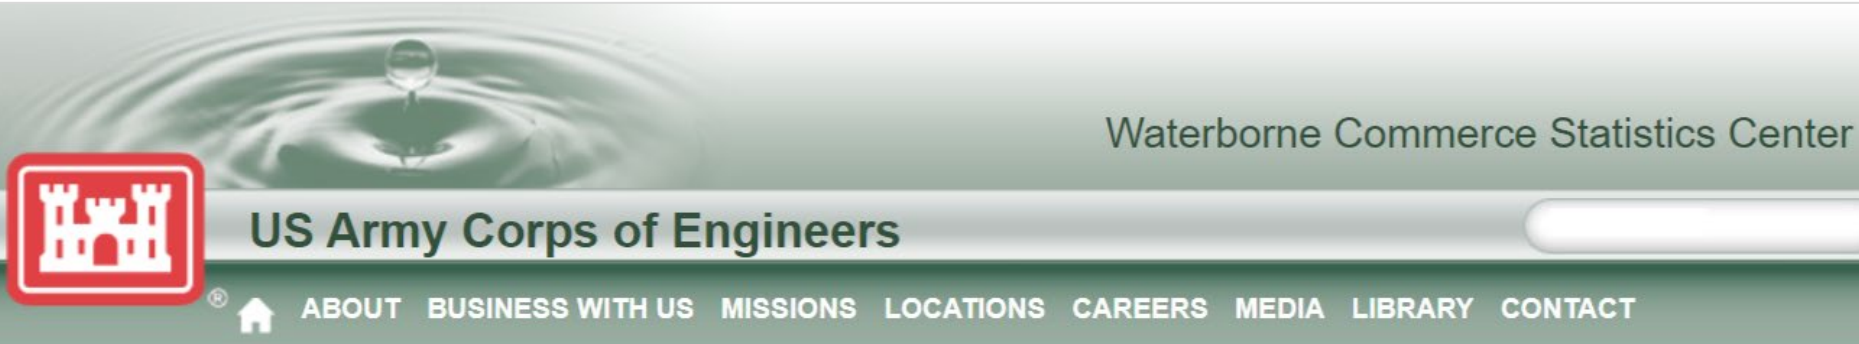 Waterborne Commerce Statistics Center
US Army Corps of Engineers
® ABOUT BUSINESS WITH US MISSIONS LOCATIONS CAREERS MEDIA LIBRARY CONTACT